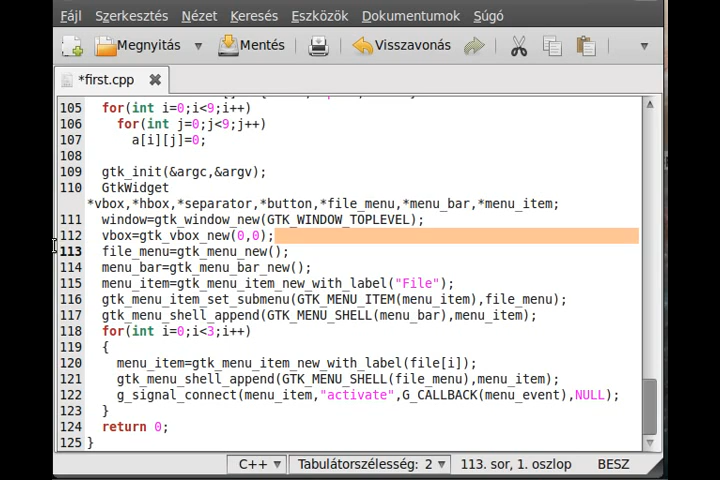 Fájl Szerkesztés Nézet Keresés Eszközök Dokumentumok Súgó
Megnyitás Mentés Visszavonás
*first.cpp
105 for(int i=0;i<9;i++)
106 for(int j=0;j<9;j++)
107 a[i][j]=0;
108
109 gtk_init(&argc,&argv);
110 GtkWidget
*vbox,*hbox,*separator,*button,*file_menu,*menu_bar,*menu_item;
111 window=gtk_window_new(GTK_WINDOW_TOPLEVEL);
112 vbox=gtk_vbox_new(0,0);
113 file_menu=gtk_menu_new();
114 menu_bar=gtk_menu_bar_new();
115 menu_item=gtk_menu_item_new_with_label("File");
116 gtk_menu_item_set_submenu(GTK_MENU_ITEM(menu_item),file_menu);
117 gtk_menu_shell_append(GTK_MENU_SHELL(menu_bar),menu_item);
118 for(int i=0;i<3;i++)
119 {
120 menu_item=gtk_menu_item_new_with_label(file[i]);
121 gtk_menu_shell_append(GTK_MENU_SHELL(file_menu),menu_item);
122 g_signal_connect(menu_item,"activate",G_CALLBACK(menu_event),NULL);
123 }
124 return 0;
125 }
C++ Tabulátorszélesség: 2 113. sor, 1. oszlop BESZ